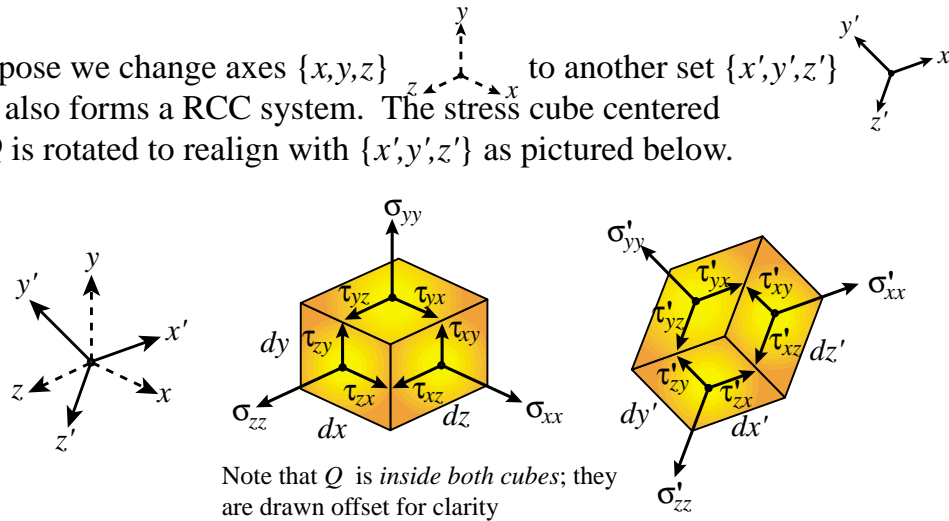 y
pose we change axes {x,y,z} to another set {x',y',z'}
z x
y' x
z'
also forms a RCC system. The stress cube centered
is rotated to realign with {x',y',z'} as pictured below.
y
y'
x'
z
x
z'
σyy
τyz τyx
dy τzy τxy
τzx τxz
σzz dx dz σxx
σ'yy
τ'yx τ'xy σ'xx
τ'yz τ'xz dz'
τ'zy τ'zx
dy' dx'
σ'zz
Note that Q is inside both cubes; they
are drawn offset for clarity